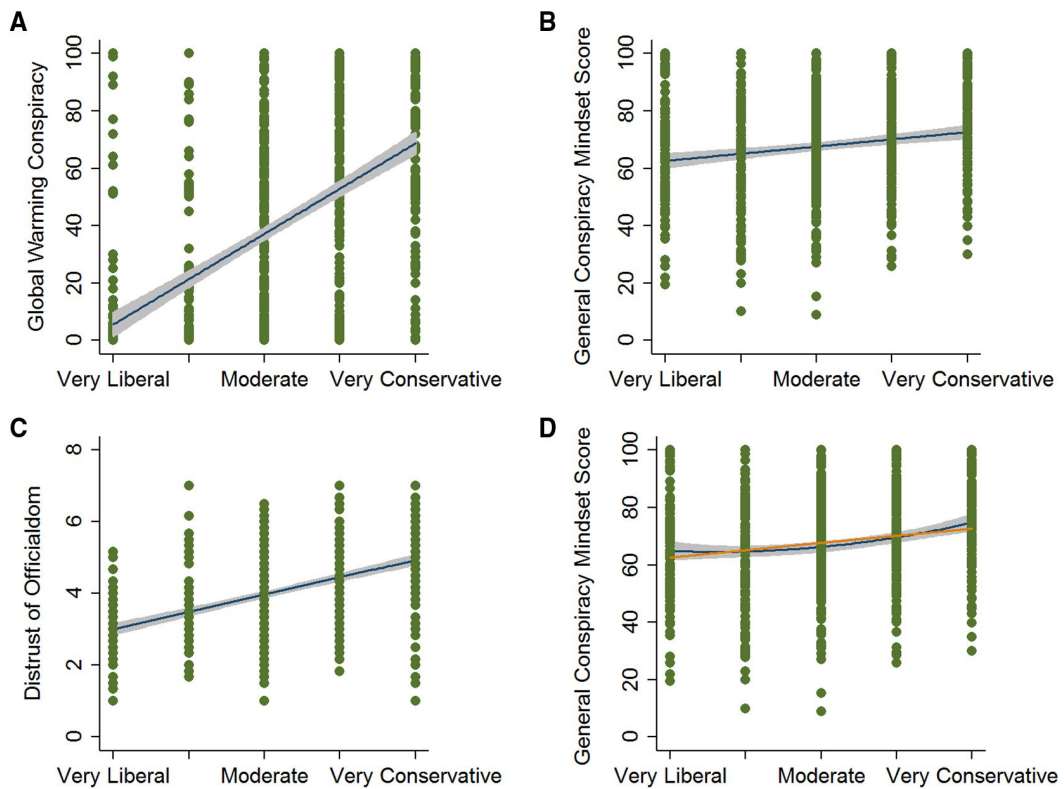 A
Global Warming Conspiracy
100
80
60
40
20
0
Very Liberal Moderate Very Conservative
B
General Conspiracy Mindset Score
100
80
60
40
20
0
Very Liberal Moderate Very Conservative
C
Distrust of Officialdom
8
6
4
2
0
Very Liberal Moderate Very Conservative
D
General Conspiracy Mindset Score
100
80
60
40
20
0
Very Liberal Moderate Very Conservative